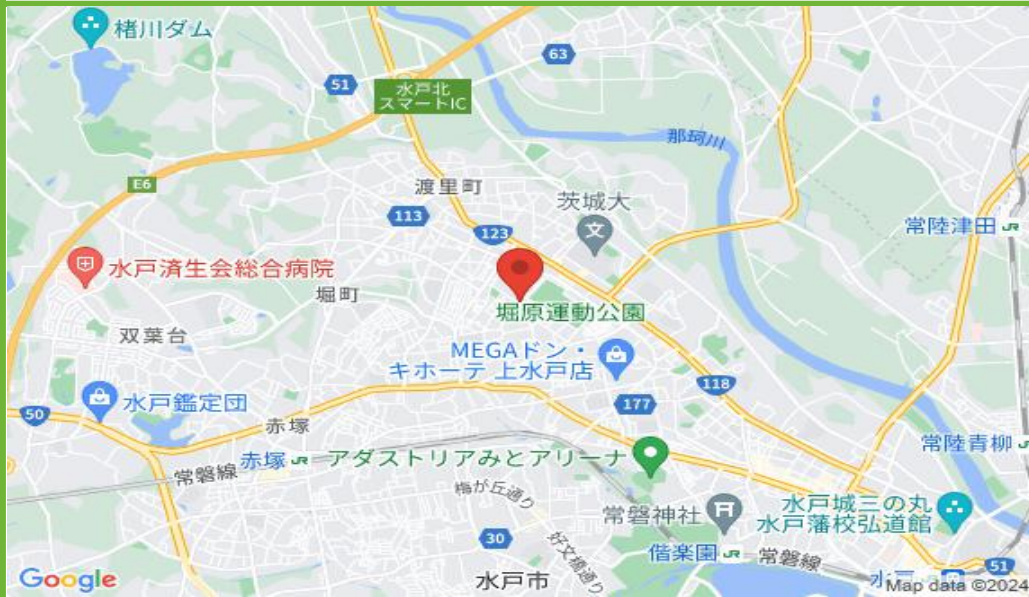 楮川ダム
63
51
水戸北
スマートIC
那珂川
E6
渡里町
茨城大
113
文
123
常陸津田
JR
水戸済生会総合病院
堀町
堀原運動公園
双葉台
MEGAドン・
キホーテ 上水戸店
118
水戸鑑定団
177
50
赤塚
常陸青柳
常磐線
赤塚
JR
アダストリアみとアリーナ
梅が丘通り
水戸城三の丸
水戸藩校弘道館
常磐神社
30
好文橋通り
偕楽園
JR
常磐線
51
Google
水戸市
水戸
Map data ©2024